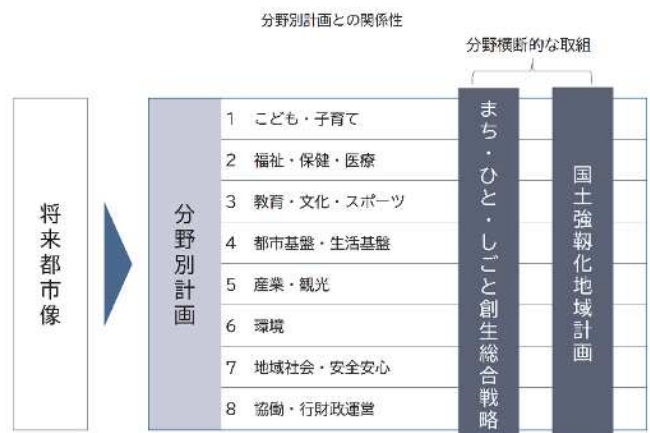 分野別計画との関係性
分野横断的な取組
将来都市像
分野別計画
1 こども・子育て
2 福祉・保健・医療
3 教育・文化・スポーツ
4 都市基盤・生活基盤
5 産業・観光
6 環境
7 地域社会・安全安心
8 協働・行財政運営
まち・ひと・しごと創生総合戦略
国土強靱化地域計画